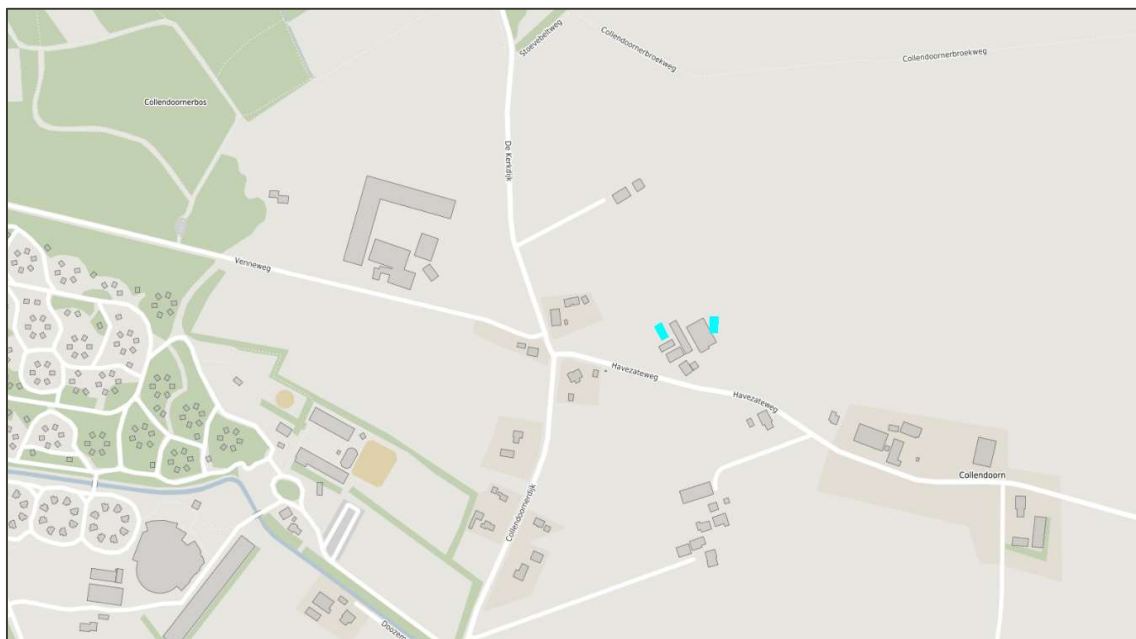 Stoevebeltweg
Collendoornerbroekweg
Collendoornerbroekweg
Collendoornerbos
De Kerkdijk
Venneweg
Havezateweg
Havezateweg
Collendoorn
Collendoornerdijk